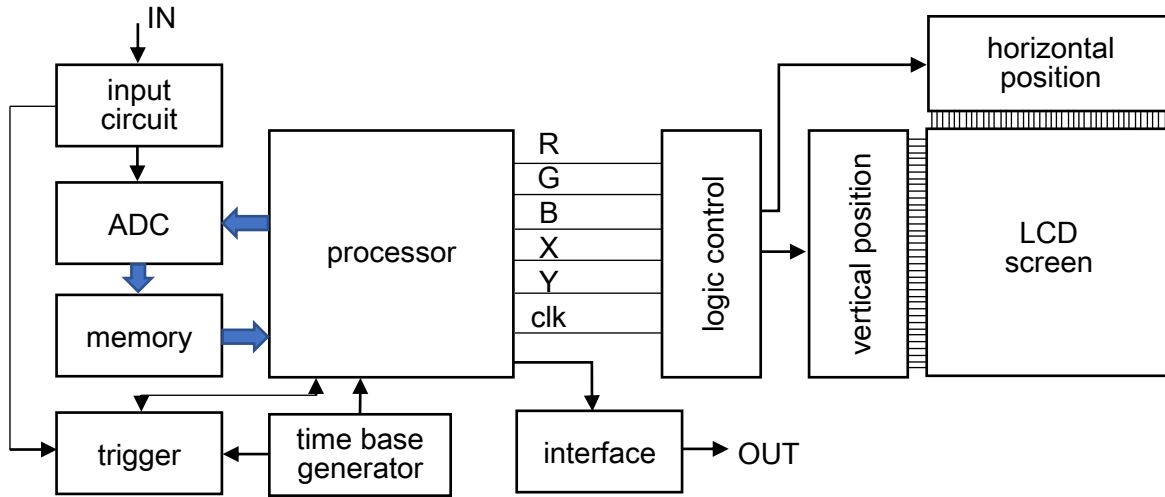 IN
input
circuit
ADC
memory
trigger
time base
generator
processor
R
G
B
X
Y
clk
interface
OUT
logic control
vertical position
horizontal
position
LCD
screen